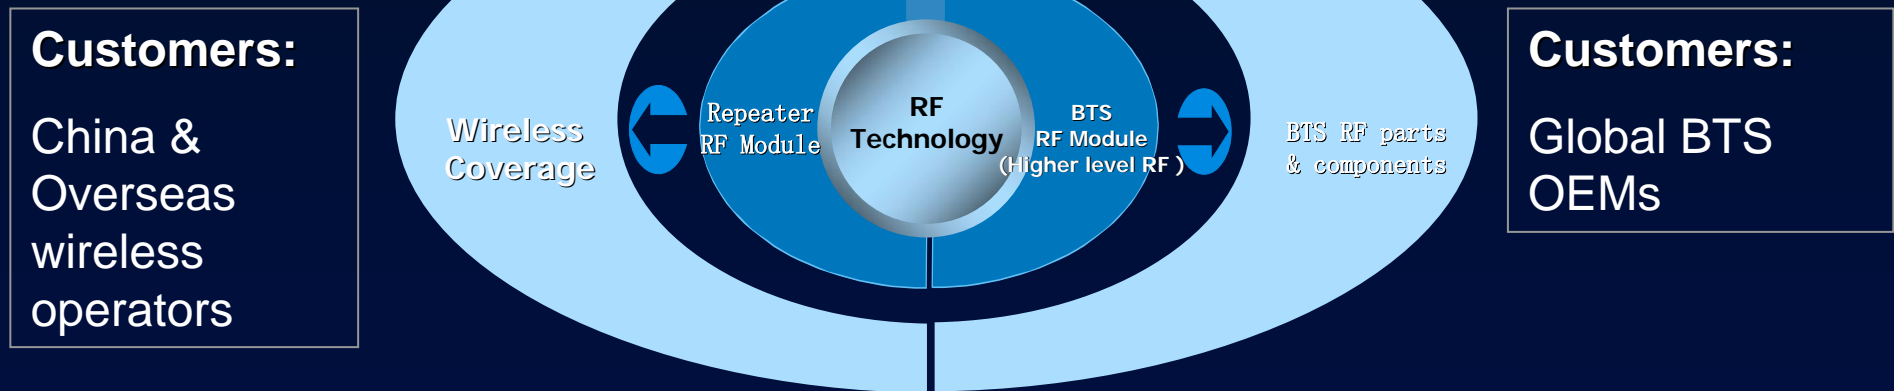 Customers:
China &
Overseas
wireless
operators
Wireless
Coverage
Repeater
RF Module
RF
Technology
BTS
RF Module
(Higher level RF )
BTS RF parts
& components
Customers:
Global BTS
OEMs